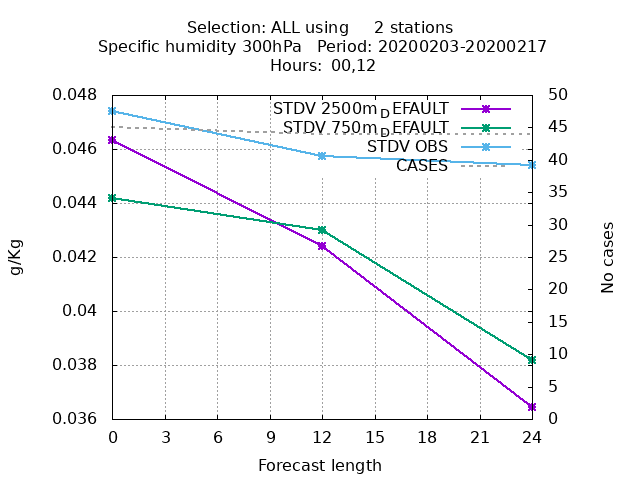 Selection: ALL using     2 stations
Specific humidity 300hPa   Period: 20200203-20200217
Hours: 00,12
0.048
0.046
0.044
0.042
0.04
0.038
0.036
g/Kg
STDV 2500m_DEFAULT
STDV 750m_DEFAULT
STDV OBS
CASES
50
45
40
35
30
25
20
15
10
5
0
No cases
0 3 6 9 12 15 18 21 24
Forecast length